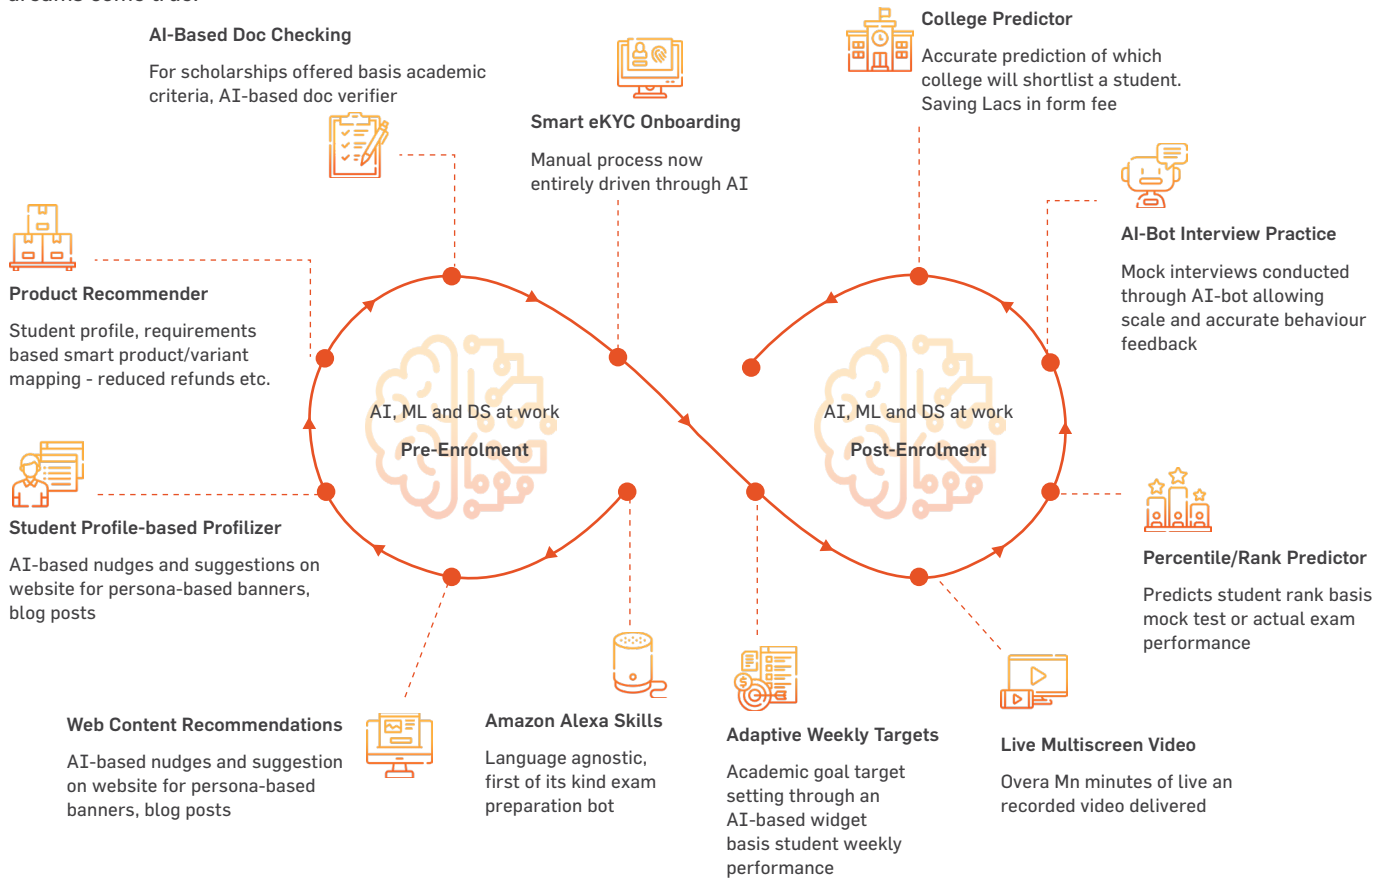 AI-Based Doc Checking
For scholarships offered basis academic
criteria, AI-based doc verifier
Smart eKYC Onboarding
Manual process now
entirely driven through AI
College Predictor
Accurate prediction of which
college will shortlist a student.
Saving Lacs in form fee
AI-Bot Interview Practice
Mock interviews conducted
through AI-bot allowing
scale and accurate behaviour
feedback
Product Recommender
Student profile, requirements
based smart product/variant
mapping - reduced refunds etc.
AI, ML and DS at work
Pre-Enrolment
AI, ML and DS at work
Post-Enrolment
Student Profile-based Profilizer
AI-based nudges and suggestions on
website for persona-based banners,
blog posts
Percentile/Rank Predictor
Predicts student rank basis
mock test or actual exam
performance
Web Content Recommendations
AI-based nudges and suggestion
on website for persona-based
banners, blog posts
Amazon Alexa Skills
Language agnostic,
first of its kind exam
preparation bot
Adaptive Weekly Targets
Academic goal target
setting through an
AI-based widget
basis student weekly
performance
Live Multiscreen Video
Overa Mn minutes of live an
recorded video delivered